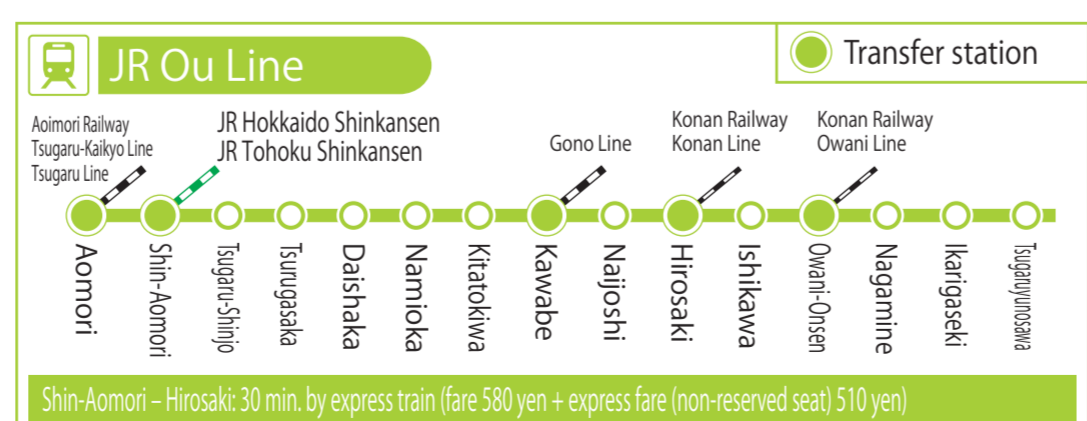 JR Ou Line
Transfer station
Aoimori Railway
Tsugaru-Kaikyo Line
Tsugaru Line
JR Hokkaido Shinkansen
JR Tohoku Shinkansen
Gono Line
Konan Railway
Konan Line
Konan Railway
Owani Line
Aomori
Shin-Aomori
Tsugaru-Shinjo
Tsurugasaka
Daishaka
Namioka
Kitatokiwa
Kawabe
Naijoshi
Hirosaki
Ishikawa
Owani-Onsen
Nagamine
Ikarigaseki
Tsugaruyunosawa
Shin-Aomori – Hirosaki: 30 min. by express train (fare 580 yen + express fare (non-reserved seat) 510 yen)